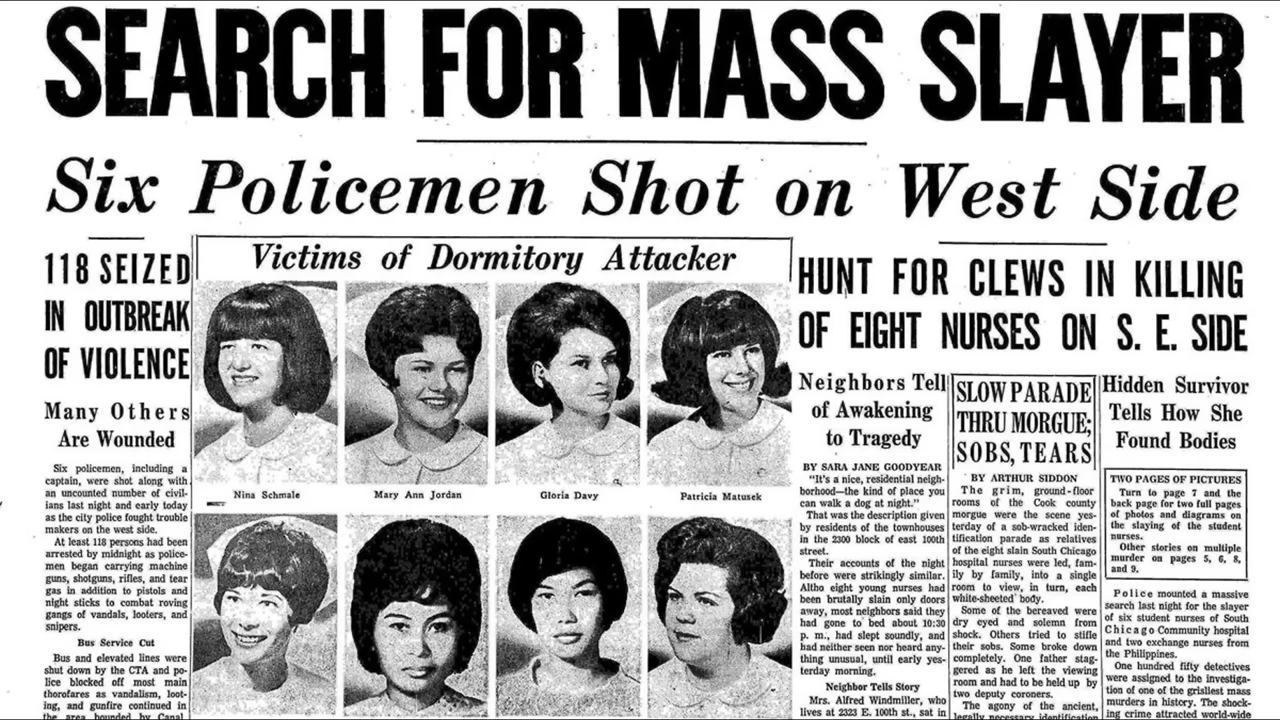 SEARCH FOR MASS SLAYER
Six Policemen Shot on West Side
118 SEIZED
IN OUTBREAK
OF VIOLENCE
Many Others
Are Wounded
Six policemen, including a
captain, were shot along with
an uncounted number of civil-
ians last night and early today
as the city police fought trouble
makers on the west side.
At least 118 persons had been
arrested by midnight as police-
men began carrying machine
guns, shotguns, rifles, and tear
gas in addition to pistols and
night sticks to combat roving
gangs of vandals, looters, and
snipers.
Bus Service Cut
Bus and elevated lines were
shut down by the CTA and po-
lice blocked off most main
thorofares as vandalism, loot-
ing, and gunfire continued in
the area bounded by Canal
Victims of Dormitory Attacker
Nina Schmale
Mary Ann Jordan
Gloria Davy
Patricia Matusek
HUNT FOR CLEWS IN KILLING
OF EIGHT NURSES ON S. E. SIDE
Neighbors Tell
of Awakening
to Tragedy
BY SARA JANE GOODYEAR
"It's a nice, residential neigh-
borhood—the kind of place you
can walk a dog at night."
That was the description given
by residents of the townhouses
in the 2300 block of east 100th
street.
Their accounts of the night
before were strikingly similar.
Altho eight young nurses had
been brutally slain only doors
away, most neighbors said they
had gone to bed about 10:30
p. m., had slept soundly, and
had neither seen nor heard any-
thing unusual, until early yes-
terday morning.
Neighbor Tells Story
Mrs. Alfred Windmiller, who
lives at 2323 E. 100th st., sat in
SLOW PARADE
THRU MORGUE;
SOBS, TEARS
BY ARTHUR SIDDON
The grim, ground-floor
rooms of the Cook county
morgue were the scene yes-
terday of a sob-wracked iden-
tification parade as relatives
of the eight slain South Chicago
hospital nurses were led, fam-
ily by family, into a single
room to view, in turn, each
white-sheeted body.
Some of the bereaved were
dry eyed and solemn from
shock. Others tried to stifle
their sobs. Some broke down
completely. One father stag-
gered as he left the viewing
room and had to be held up by
two deputy coroners.
The agony of the ancient,
legally necessary identification
Hidden Survivor
Tells How She
Found Bodies
TWO PAGES OF PICTURES
Turn to page 7 and the
back page for two full pages
of photos and diagrams on
the slaying of the student
nurses.
Other stories on multiple
murder on pages 5, 6, 8,
and 9.
Police mounted a massive
search last night for the slayer
of six student nurses of South
Chicago Community hospital
and two exchange nurses from
the Philippines.
One hundred fifty detectives
were assigned to the investiga-
tion of one of the grisliest mass
murders in history. The shock-
ing crime attracted world-wide